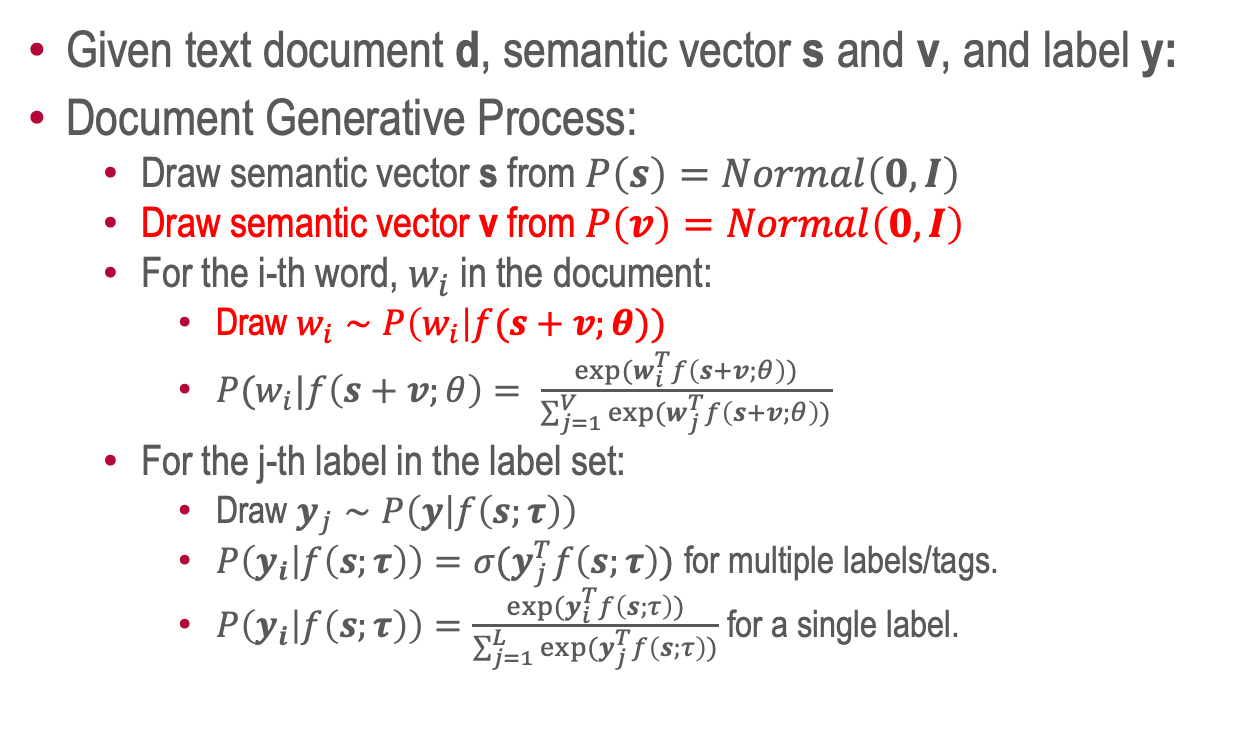 • Given text document d, semantic vector s and v, and label y:
• Document Generative Process:
• Draw semantic vector s from P(s) = Normal(0, I)
• Draw semantic vector v from P(v) = Normal(0, I)
• For the i-th word, w_i in the document:
• Draw w_i ~ P(w_i|f(s + v; θ))
• P(w_i|f(s + v; θ) = exp(w_i^T f(s+v;θ)) / ∑_{j=1}^V exp(w_j^T f(s+v;θ))
• For the j-th label in the label set:
• Draw y_j ~ P(y|f(s; τ))
• P(y_i|f(s; τ)) = σ(y_j^T f(s; τ)) for multiple labels/tags.
• P(y_i|f(s; τ)) = exp(y_i^T f(s;τ)) / ∑_{j=1}^L exp(y_j^T f(s;τ)) for a single label.